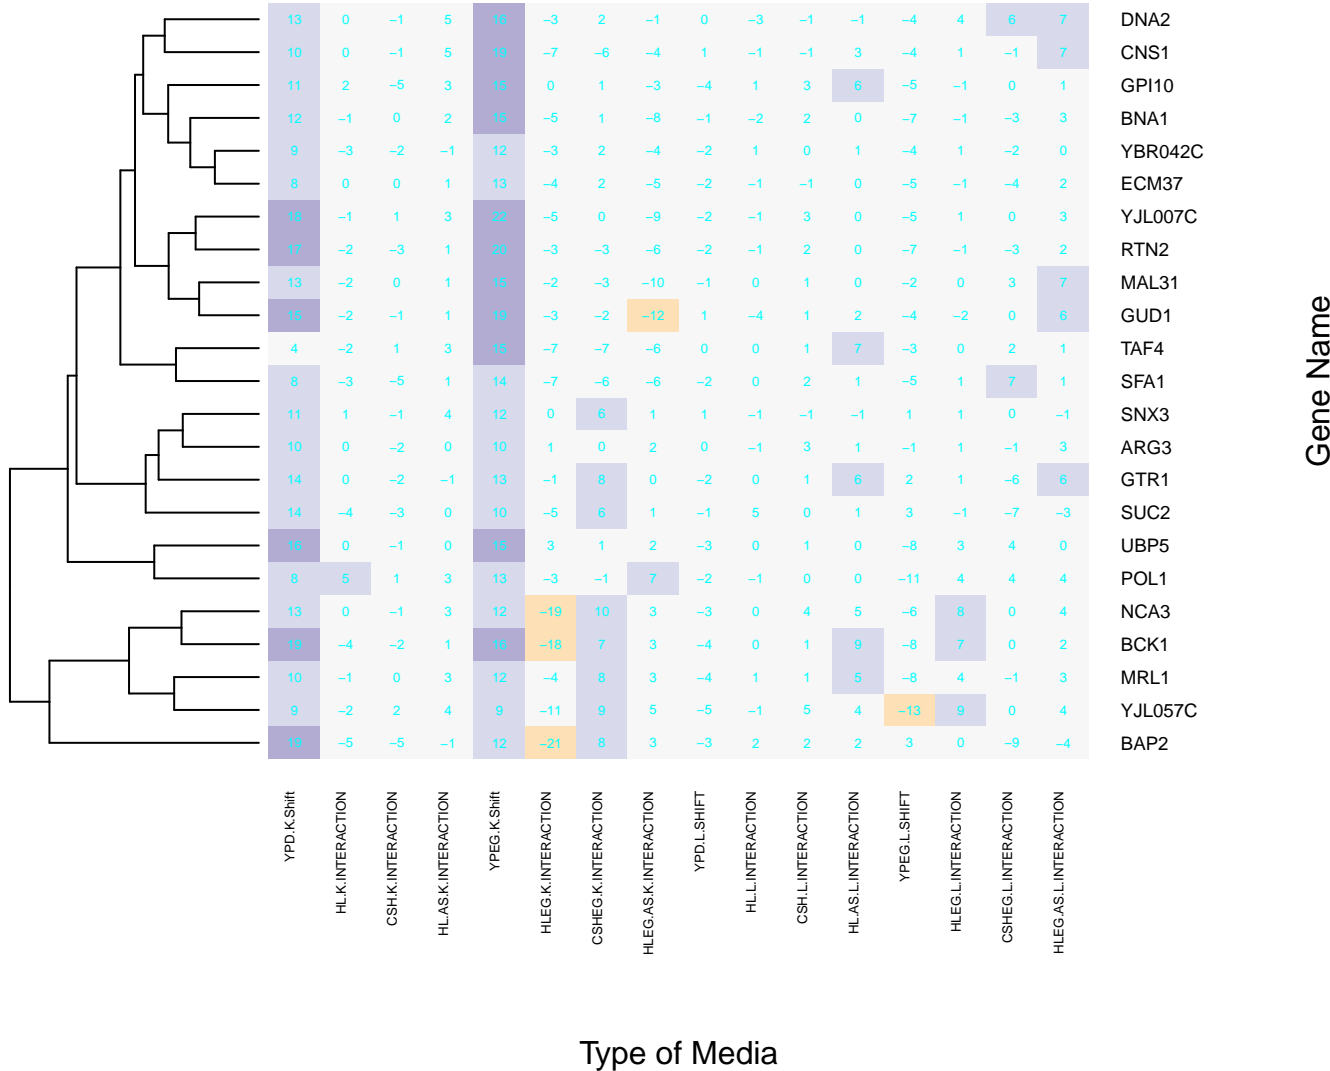 13 0 −1 5 −3 2 −1 0 −3 −1 −1 −4 4 6 7 DNA2
10 0 −1 5 −7 −6 −4 1 −1 −1 3 −4 1 −1 7 CNS1
11 2 −5 3 0 1 −3 −4 1 3 6 −5 −1 0 1 GPI10
12 −1 0 2 −5 1 −8 −1 −2 2 0 −7 −1 −3 3 BNA1
9 −3 −2 −1 12 −3 2 −4 −2 1 0 1 −4 1 −2 0 YBR042C
8 0 0 1 13 −4 2 −5 −2 −1 −1 0 −5 −1 −4 2 ECM37
−1 1 3 22 −5 0 −9 −2 −1 3 0 −5 1 0 3 YJL007C
17 −2 −3 1 20 −3 −3 −6 −2 −1 2 0 −7 −1 −3 2 RTN2
13 −2 0 1 −2 −3 −10 −1 0 1 0 −2 0 3 7 MAL31
15 −2 −1 1 19 −3 −2 −12 1 −4 1 2 −4 −2 0 6 GUD1
4 −2 1 3 −7 −7 −6 0 0 1 7 −3 0 2 1 TAF4
8 −3 −5 1 14 −7 −6 −6 −2 0 2 1 −5 1 7 1 SFA1
11 1 −1 4 12 0 6 1 1 −1 −1 −1 1 1 0 −1 SNX3
10 0 −2 0 10 1 0 2 0 −1 3 1 −1 1 −1 3 ARG3
14 0 −2 −1 13 −1 8 0 −2 0 1 6 2 1 −6 6 GTR1
14 −4 −3 0 10 −5 6 1 −1 5 0 1 3 −1 −7 −3 SUC2
0 −1 0 15 3 1 2 −3 0 1 0 −8 3 4 0 UBP5
8 5 1 3 13 −3 −1 7 −2 −1 0 0 −11 4 4 4 POL1
13 0 −1 3 12 −19 10 3 −3 0 4 5 −6 8 0 4 NCA3
19 −4 −2 1 16 −18 7 3 −4 0 1 9 −8 7 0 2 BCK1
10 −1 0 3 12 −4 8 3 −4 1 1 5 −8 4 −1 3 MRL1
9 −2 2 4 9 −11 9 5 −5 −1 5 4 −13 9 0 4 YJL057C
19 −5 −5 −1 12 −21 8 3 −3 2 2 2 3 0 −9 −4 BAP2
Gene Name
YPD.K.Shift
HL.K.INTERACTION
CSH.K.INTERACTION
HL.AS.K.INTERACTION
YPEG.K.Shift
HLEG.K.INTERACTION
CSHEG.K.INTERACTION
HLEG.AS.K.INTERACTION
YPD.L.SHIFT
HL.L.INTERACTION
CSH.L.INTERACTION
HL.AS.L.INTERACTION
YPEG.L.SHIFT
HLEG.L.INTERACTION
CSHEG.L.INTERACTION
HLEG.AS.L.INTERACTION
Type of Media